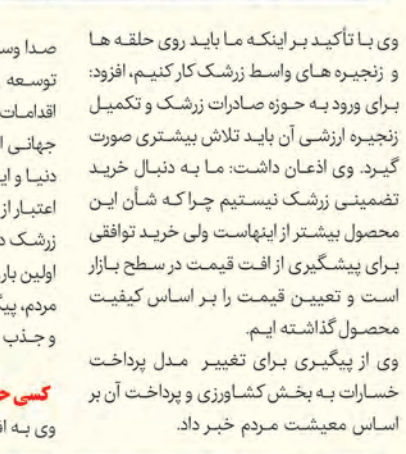 وی با تأکید بر اینکه ما باید روی حلقه ها
و زنجیره های واسط زرشک کار کنیم، افزود:
برای ورود به حوزه صادرات زرشک و تکمیل
زنجیره ارزشی آن باید تلاش بیشتری صورت
گیرد. وی اذعان داشت: ما به دنبال خرید
تضمینی زرشک نیستیم چرا که شأن این
محصول بیشتر از اینهاست ولی خرید توافقی
برای پیشگیری از افت قیمت در سطح بازار
است و تعیین قیمت را بر اساس کیفیت
محصول گذاشته ایم.
وی از پیگیری برای تغییر مدل پرداخت
خسارات به بخش کشاورزی و پرداخت آن بر
اساس معیشت مردم خبر داد.
صدا وس
توسعه
اقدامات
جهانی ا
دنیا و ای
اعتبار از
زرشک د
اولین بار
مردم، پیگ
و جذب
کسی ح
وی به اف